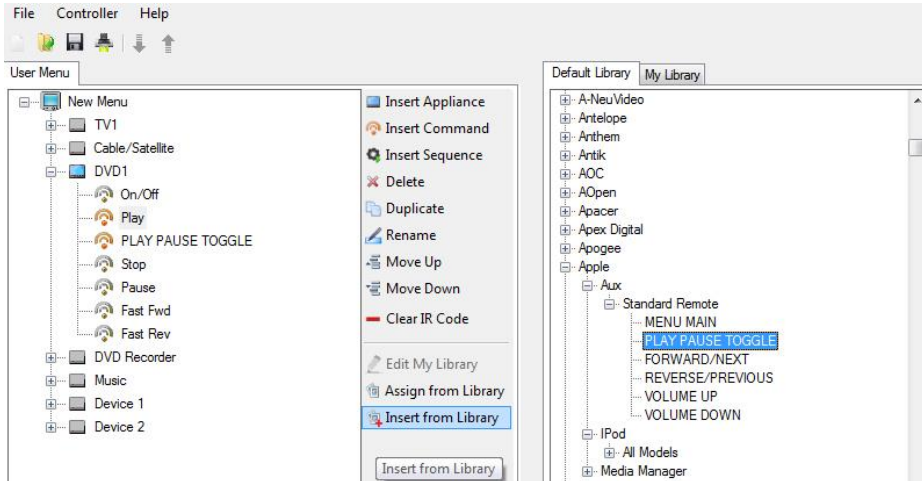 File Controller Help
User Menu
New Menu
TV1
Cable/Satellite
DVD1
On/Off
Play
PLAY PAUSE TOGGLE
Stop
Pause
Fast Fwd
Fast Rev
DVD Recorder
Music
Device 1
Device 2
Insert Appliance
Insert Command
Insert Sequence
Delete
Duplicate
Rename
Move Up
Move Down
Clear IR Code
Edit My Library
Assign from Library
Insert from Library
Insert from Library
Default Library My Library
A-NeuVideo
Antelope
Anthem
Antik
AOC
AOpen
Apacer
Apex Digital
Apogee
Apple
Aux
Standard Remote
MENU MAIN
PLAY PAUSE TOGGLE
FORWARD/NEXT
REVERSE/PREVIOUS
VOLUME UP
VOLUME DOWN
IPod
All Models
Media Manager